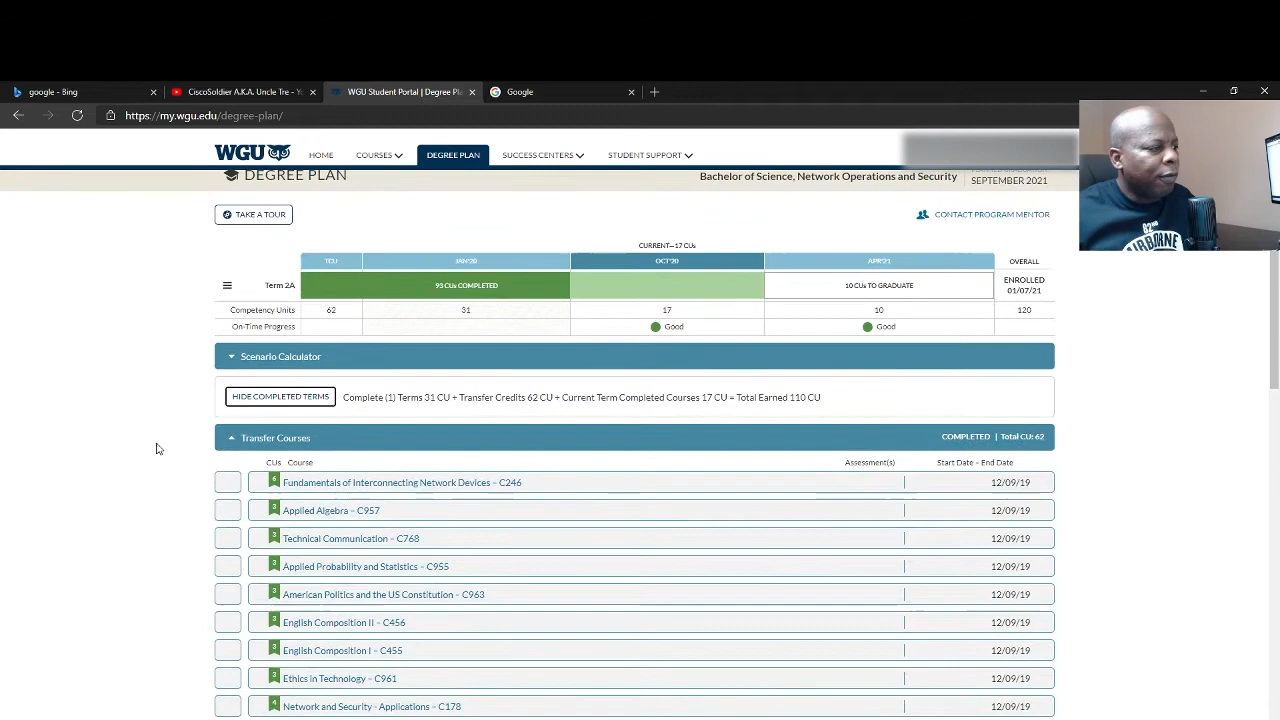 google - Bing
CiscoSoldier A.K.A. Uncle Tre - Yo
WGU Student Portal | Degree Pla
Google
https://my.wgu.edu/degree-plan/
WGU
HOME
COURSES
DEGREE PLAN
SUCCESS CENTERS
STUDENT SUPPORT
DEGREE PLAN
Bachelor of Science, Network Operations and Security
SEPTEMBER 2021
TAKE A TOUR
CONTACT PROGRAM MENTOR
CURRENT—17 CUs
TCU JAN'20 OCT'20 APR'21 OVERALL
Term 2A 93 CUs COMPLETED 10 CUs TO GRADUATE ENROLLED
01/07/21
Competency Units 62 31 17 10 120
On-Time Progress Good Good
Scenario Calculator
HIDE COMPLETED TERMS Complete (1) Terms 31 CU + Transfer Credits 62 CU + Current Term Completed Courses 17 CU = Total Earned 110 CU
Transfer Courses COMPLETED | Total CU: 62
CUs Course Assessment(s) Start Date – End Date
6 Fundamentals of Interconnecting Network Devices – C246 12/09/19
3 Applied Algebra – C957 12/09/19
3 Technical Communication – C768 12/09/19
3 Applied Probability and Statistics – C955 12/09/19
3 American Politics and the US Constitution – C963 12/09/19
3 English Composition II – C456 12/09/19
3 English Composition I – C455 12/09/19
3 Ethics in Technology – C961 12/09/19
4 Network and Security - Applications – C178 12/09/19
82ND
AIRBORNE